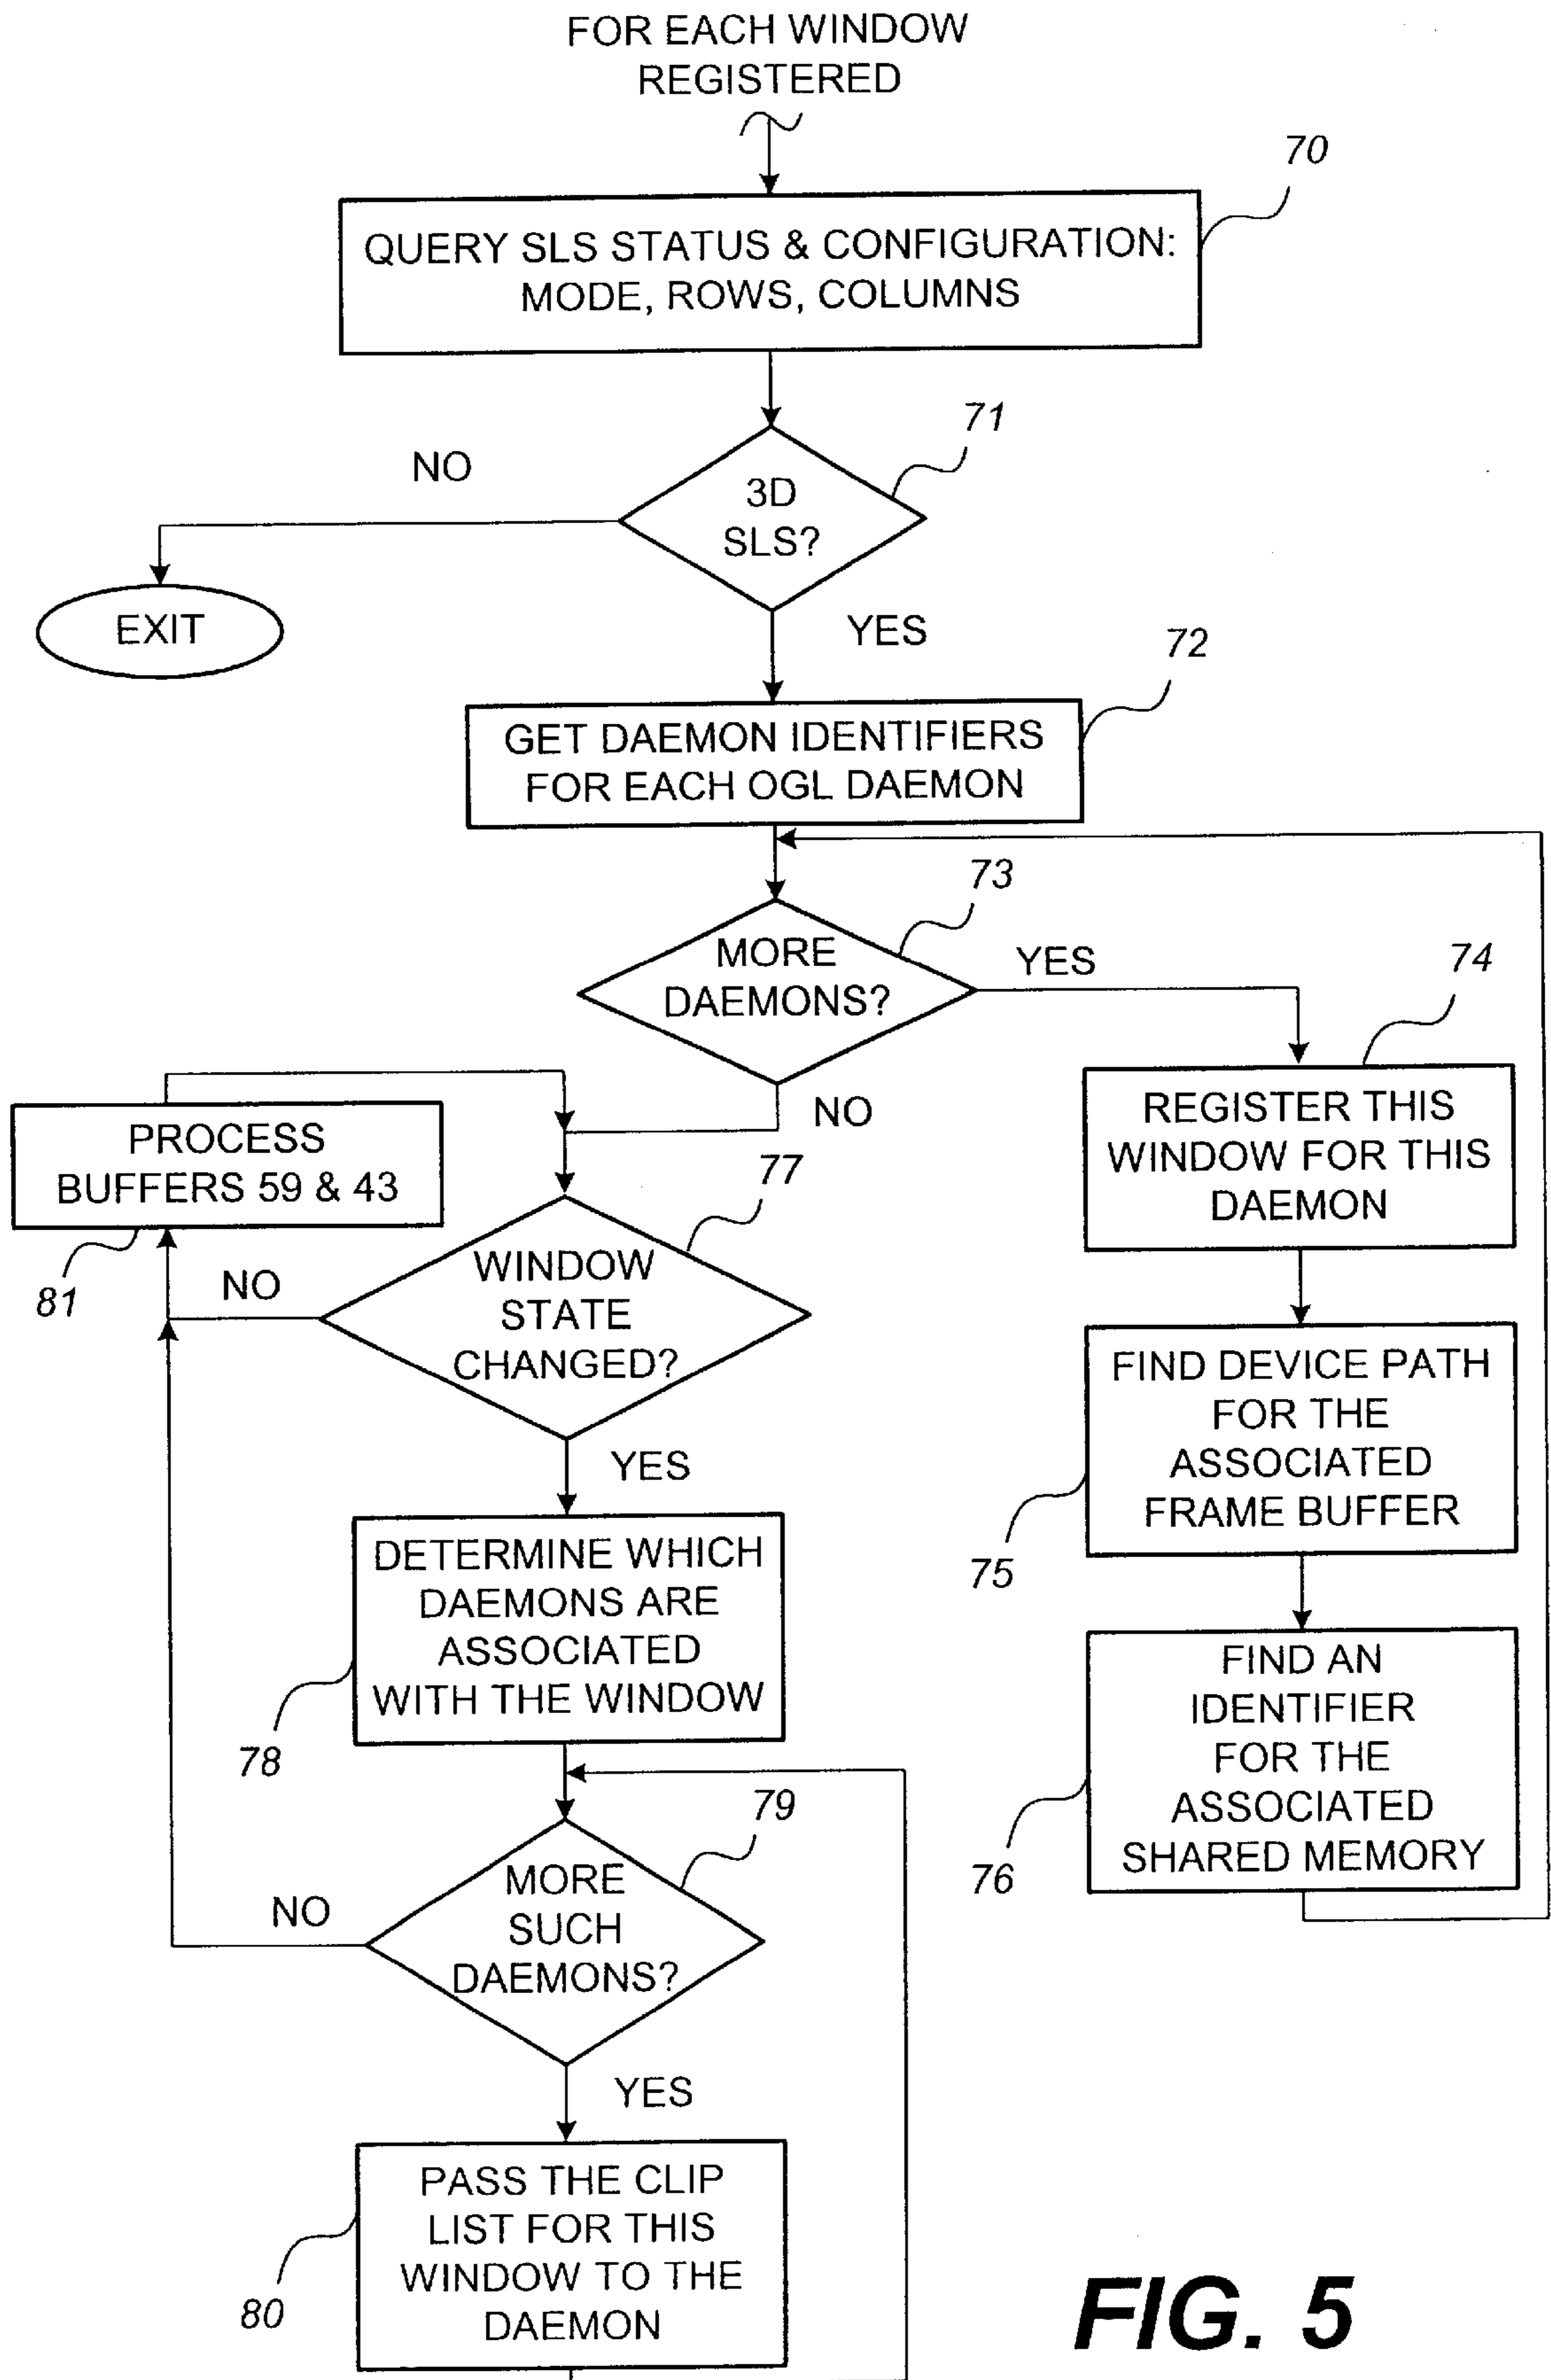 FOR EACH WINDOW
REGISTERED
70
QUERY SLS STATUS & CONFIGURATION:
MODE, ROWS, COLUMNS
71
NO
3D
SLS?
EXIT
YES
72
GET DAEMON IDENTIFIERS
FOR EACH OGL DAEMON
73
MORE
DAEMONS?
YES
74
NO
REGISTER THIS
WINDOW FOR THIS
DAEMON
PROCESS
BUFFERS 59 & 43
81
77
NO
WINDOW
STATE
CHANGED?
FIND DEVICE PATH
FOR THE
ASSOCIATED
FRAME BUFFER
75
YES
DETERMINE WHICH
DAEMONS ARE
ASSOCIATED
WITH THE WINDOW
78
FIND AN
IDENTIFIER
FOR THE
ASSOCIATED
SHARED MEMORY
76
79
NO
MORE
SUCH
DAEMONS?
YES
PASS THE CLIP
LIST FOR THIS
WINDOW TO THE
DAEMON
80
FIG. 5